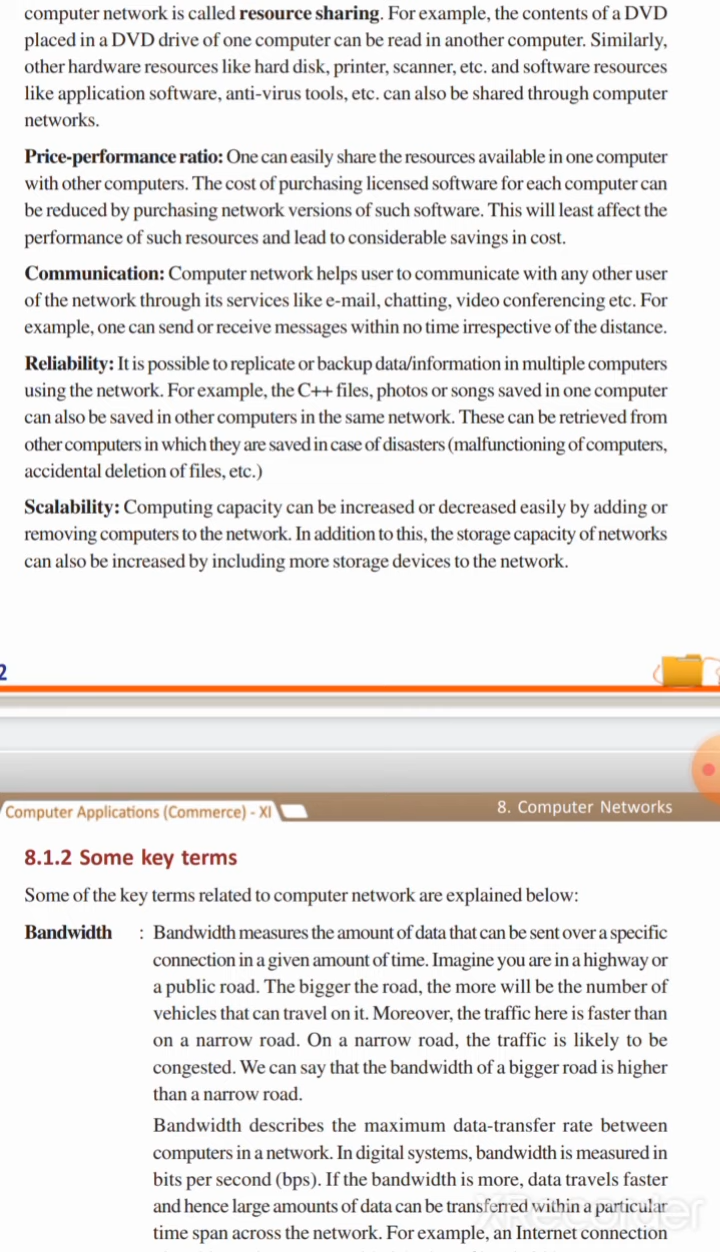 computer network is called resource sharing. For example, the contents of a DVD
placed in a DVD drive of one computer can be read in another computer. Similarly,
other hardware resources like hard disk, printer, scanner, etc. and software resources
like application software, anti-virus tools, etc. can also be shared through computer
networks.
Price-performance ratio: One can easily share the resources available in one computer
with other computers. The cost of purchasing licensed software for each computer can
be reduced by purchasing network versions of such software. This will least affect the
performance of such resources and lead to considerable savings in cost.
Communication: Computer network helps user to communicate with any other user
of the network through its services like e-mail, chatting, video conferencing etc. For
example, one can send or receive messages within no time irrespective of the distance.
Reliability: It is possible to replicate or backup data/information in multiple computers
using the network. For example, the C++ files, photos or songs saved in one computer
can also be saved in other computers in the same network. These can be retrieved from
other computers in which they are saved in case of disasters (malfunctioning of computers,
accidental deletion of files, etc.)
Scalability: Computing capacity can be increased or decreased easily by adding or
removing computers to the network. In addition to this, the storage capacity of networks
can also be increased by including more storage devices to the network.
2
Computer Applications (Commerce) - XI
8. Computer Networks
8.1.2 Some key terms
Some of the key terms related to computer network are explained below:
Bandwidth : Bandwidth measures the amount of data that can be sent over a specific
connection in a given amount of time. Imagine you are in a highway or
a public road. The bigger the road, the more will be the number of
vehicles that can travel on it. Moreover, the traffic here is faster than
on a narrow road. On a narrow road, the traffic is likely to be
congested. We can say that the bandwidth of a bigger road is higher
than a narrow road.
Bandwidth describes the maximum data-transfer rate between
computers in a network. In digital systems, bandwidth is measured in
bits per second (bps). If the bandwidth is more, data travels faster
and hence large amounts of data can be transferred within a particular
XRecorder
time span across the network. For example, an Internet connection